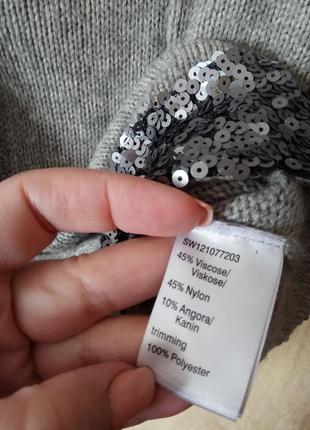 SW121077203
45% Viscose/
Viskose/
45% Nylon
10% Angora/
Kanin
trimming
100% Polyester